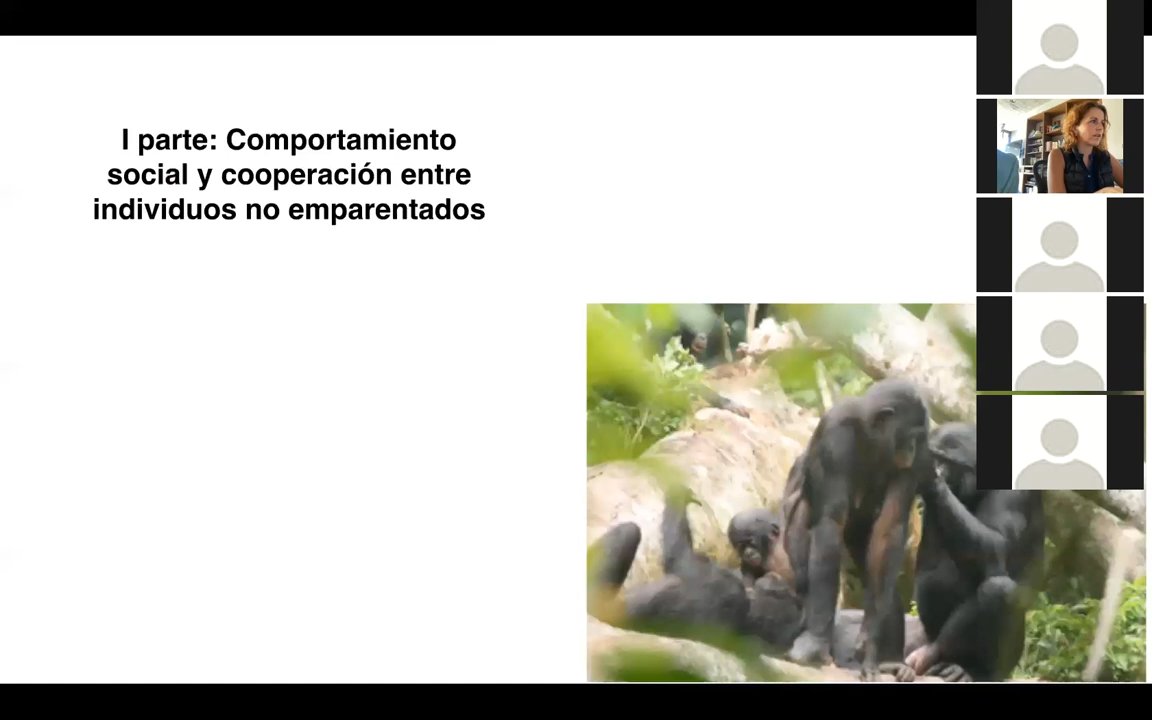 I parte: Comportamiento
social y cooperación entre
individuos no emparentados